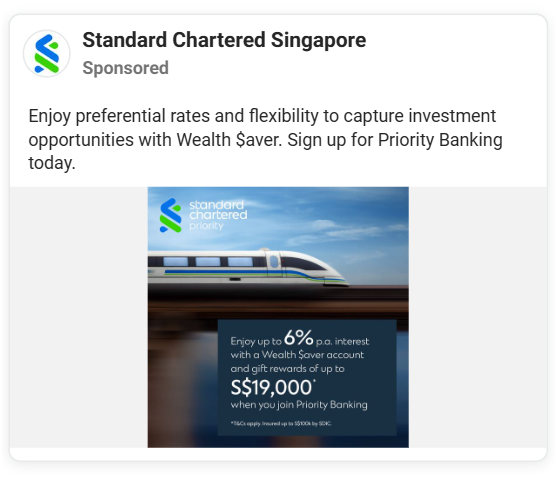 Standard Chartered Singapore
Sponsored
Enjoy preferential rates and flexibility to capture investment
opportunities with Wealth $aver. Sign up for Priority Banking
today.
standard
chartered
priority
Enjoy up to 6% p.a. interest
with a Wealth $aver account
and gift rewards of up to
S$19,000*
when you join Priority Banking
*T&Cs apply. Insured up to S$100k by SDIC.